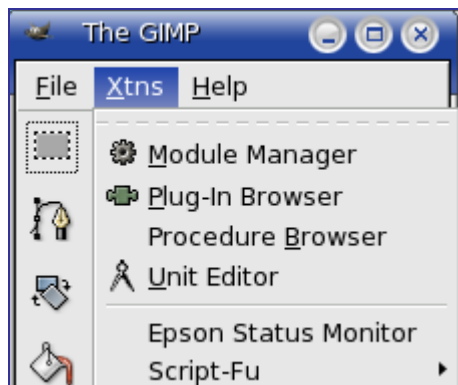 The GIMP
File Xtns Help
Module Manager
Plug-In Browser
Procedure Browser
Unit Editor
Epson Status Monitor
Script-Fu